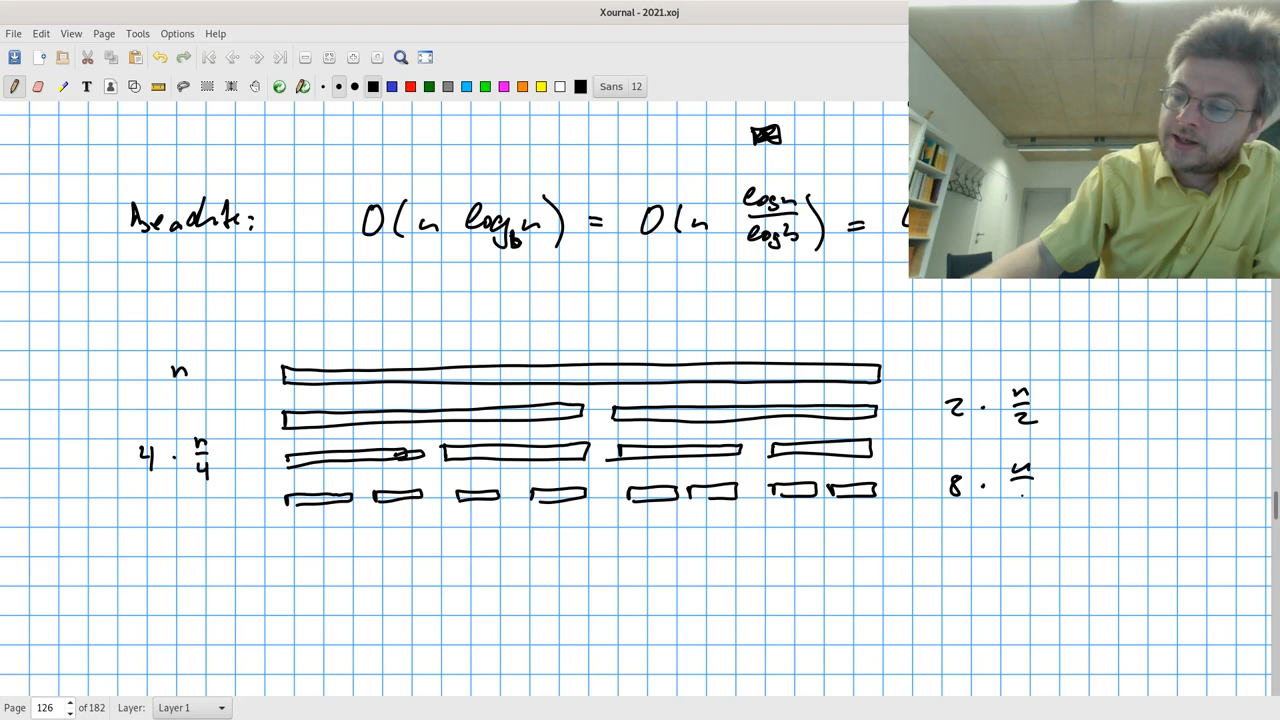 Xournal - 2021.xoj
File Edit View Page Tools Options Help
Sans 12
Beachte: O(n log_b n) = O(n log n / log b) =
n
2 · n/2
4 · n/4
8 · n/
Page 126 of 182 Layer: Layer 1